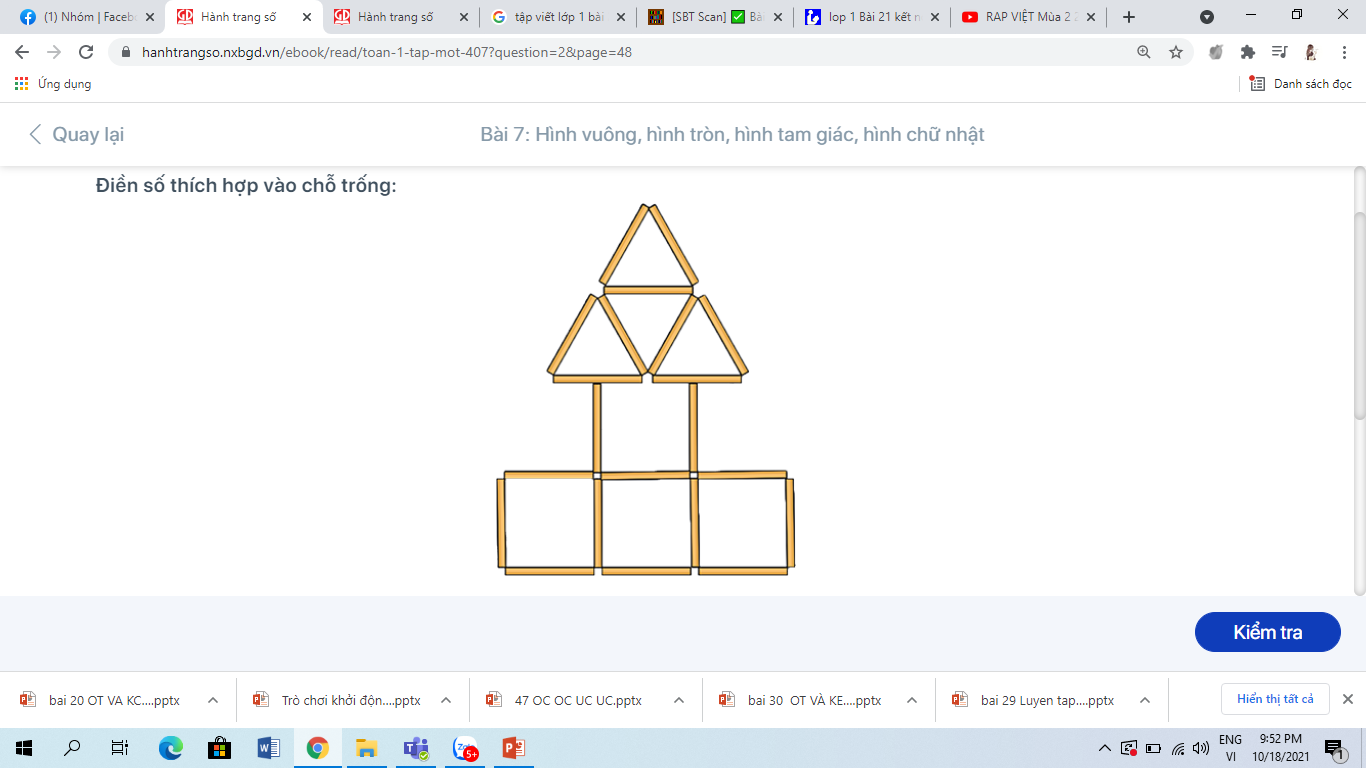 (1) Nhóm | Faceb
Hành trang số
Hành trang số
tập viết lớp 1 bài
[SBT Scan] ✅ Bà
lop 1 Bài 21 kết n
RAP VIỆT Mùa 2
hanhtrangso.nxbgd.vn/ebook/read/toan-1-tap-mot-407?question=2&page=48
Ứng dụng
Danh sách đọc
Quay lại
Bài 7: Hình vuông, hình tròn, hình tam giác, hình chữ nhật
Điền số thích hợp vào chỗ trống:
Kiểm tra
bai 20 OT VA KC....pptx
Trò chơi khởi độn....pptx
47 OC OC UC UC.pptx
bai 30 OT VÀ KE....pptx
bai 29 Luyen tap....pptx
Hiển thị tất cả
5+
ENG
VI
9:52 PM
10/18/2021
1